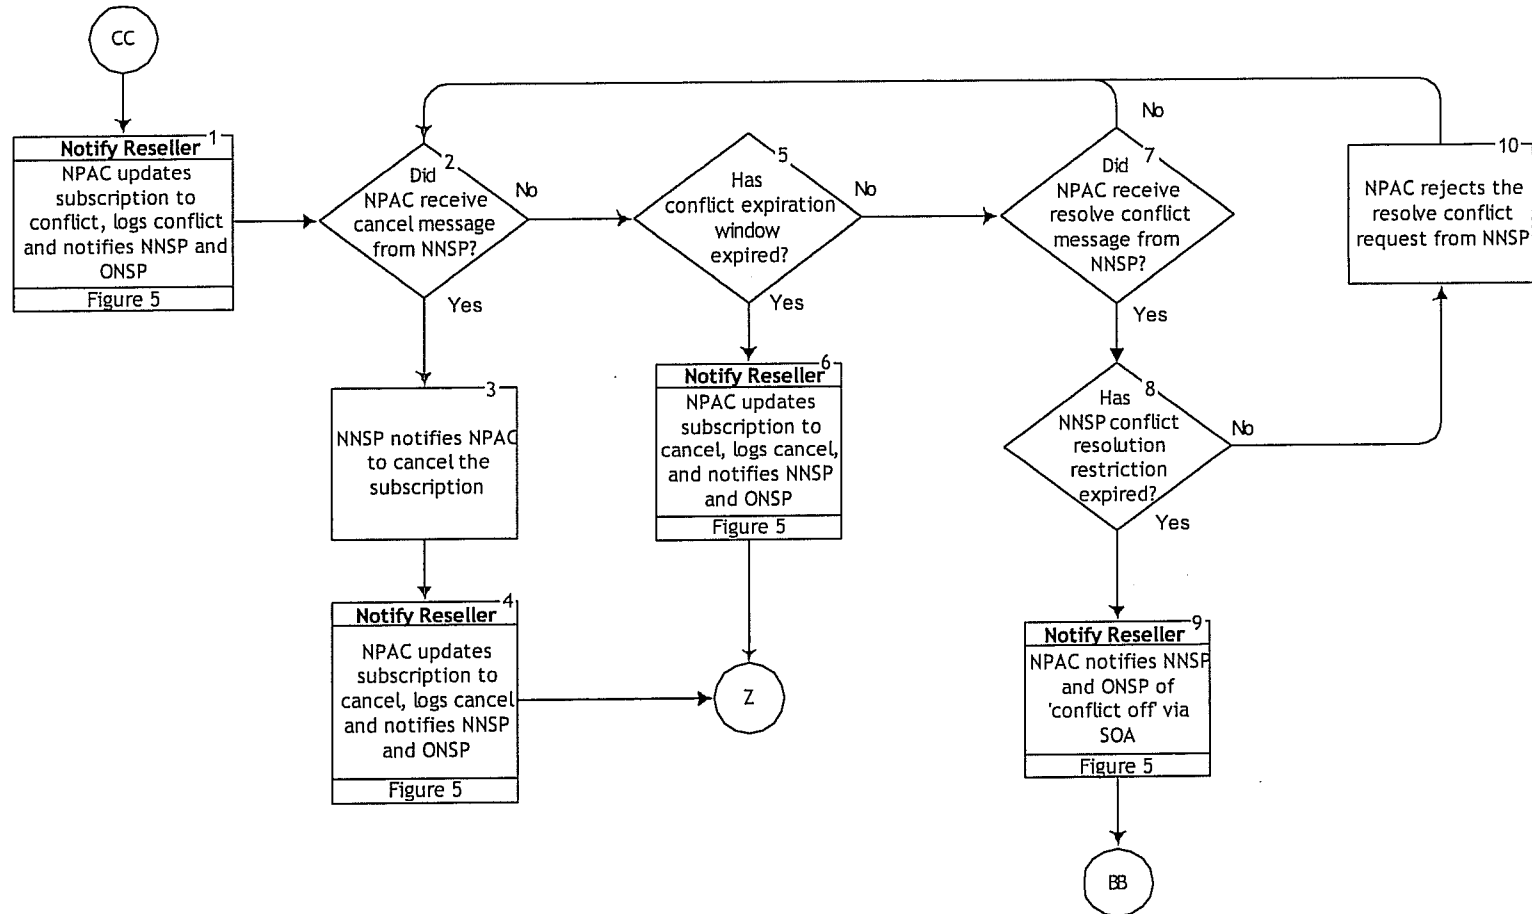 CC
1
Notify Reseller
NPAC updates
subscription to
conflict, logs conflict
and notifies NNSP and
ONSP
Figure 5
2
Did
NPAC receive
cancel message
from NNSP?
No
Yes
3
NNSP notifies NPAC
to cancel the
subscription
4
Notify Reseller
NPAC updates
subscription to
cancel, logs cancel
and notifies NNSP
and ONSP
Figure 5
5
Has
conflict expiration
window
expired?
No
Yes
6
Notify Reseller
NPAC updates
subscription to
cancel, logs cancel,
and notifies NNSP
and ONSP
Figure 5
Z
No
7
Did
NPAC receive
resolve conflict
message from
NNSP?
Yes
8
Has
NNSP conflict
resolution
restriction
expired?
No
Yes
9
Notify Reseller
NPAC notifies NNSP
and ONSP of
'conflict off' via
SOA
Figure 5
BB
10
NPAC rejects the
resolve conflict
request from NNSP